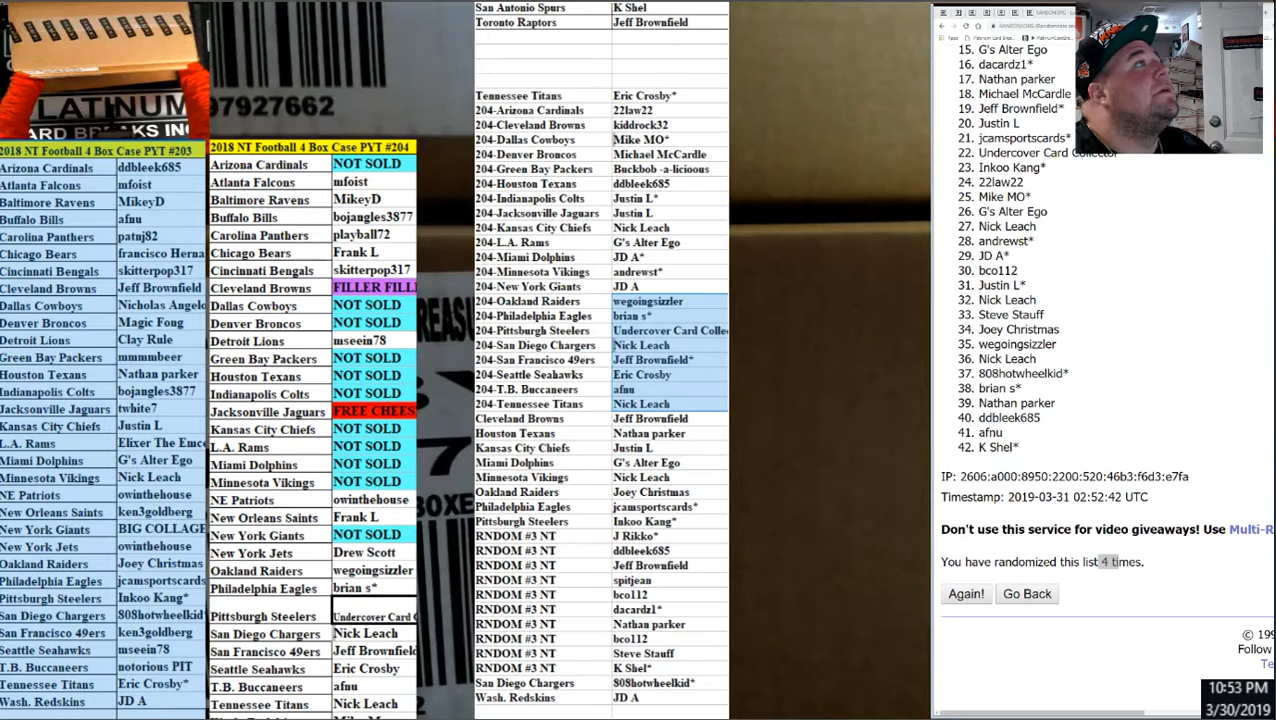 PLATINUM
CARD BREAKS INC
97927662
2018 NT Football 4 Box Case PYT #203
Arizona Cardinals ddbleek685
Atlanta Falcons mfoist
Baltimore Ravens MikeyD
Buffalo Bills afnu
Carolina Panthers patnj82
Chicago Bears francisco Herna
Cincinnati Bengals skitterpop317
Cleveland Browns Jeff Brownfield
Dallas Cowboys Nicholas Angelo
Denver Broncos Magic Fong
Detroit Lions Clay Rule
Green Bay Packers mmmmbeer
Houston Texans Nathan parker
Indianapolis Colts bojangles3877
Jacksonville Jaguars twhite7
Kansas City Chiefs Justin L
L.A. Rams Elixer The Emce
Miami Dolphins G's Alter Ego
Minnesota Vikings Nick Leach
NE Patriots owinthehouse
New Orleans Saints ken3goldberg
New York Giants BIG COLLAGE
New York Jets owinthehouse
Oakland Raiders Joey Christmas
Philadelphia Eagles jcamsportscards
Pittsburgh Steelers Inkoo Kang*
San Diego Chargers 808hotwheelkid*
San Francisco 49ers ken3goldberg
Seattle Seahawks mseein78
T.B. Buccaneers notorious PIT
Tennessee Titans Eric Crosby*
Wash. Redskins JD A
2018 NT Football 4 Box Case PYT #204
Arizona Cardinals NOT SOLD
Atlanta Falcons mfoist
Baltimore Ravens MikeyD
Buffalo Bills bojangles3877
Carolina Panthers playball72
Chicago Bears Frank L
Cincinnati Bengals skitterpop317
Cleveland Browns FILLER FILL
Dallas Cowboys NOT SOLD
Denver Broncos NOT SOLD
Detroit Lions mseein78
Green Bay Packers NOT SOLD
Houston Texans NOT SOLD
Indianapolis Colts NOT SOLD
Jacksonville Jaguars FREE CHEES
Kansas City Chiefs NOT SOLD
L.A. Rams NOT SOLD
Miami Dolphins NOT SOLD
Minnesota Vikings NOT SOLD
NE Patriots owinthehouse
New Orleans Saints Frank L
New York Giants NOT SOLD
New York Jets Drew Scott
Oakland Raiders wegoingsizzler
Philadelphia Eagles brian s*
Pittsburgh Steelers Undercover Card C
San Diego Chargers Nick Leach
San Francisco 49ers Jeff Brownfield
Seattle Seahawks Eric Crosby
T.B. Buccaneers afnu
Tennessee Titans Nick Leach
San Antonio Spurs K Shel
Toronto Raptors Jeff Brownfield
Tennessee Titans Eric Crosby*
204-Arizona Cardinals 22law22
204-Cleveland Browns kiddrock32
204-Dallas Cowboys Mike MO*
204-Denver Broncos Michael McCardle
204-Green Bay Packers Buckbob -a-licioous
204-Houston Texans ddbleek685
204-Indianapolis Colts Justin L*
204-Jacksonville Jaguars Justin L
204-Kansas City Chiefs Nick Leach
204-L.A. Rams G's Alter Ego
204-Miami Dolphins JD A*
204-Minnesota Vikings andrewst*
204-New York Giants JD A
204-Oakland Raiders wegoingsizzler
204-Philadelphia Eagles brian s*
204-Pittsburgh Steelers Undercover Card Collec
204-San Diego Chargers Nick Leach
204-San Francisco 49ers Jeff Brownfield*
204-Seattle Seahawks Eric Crosby
204-T.B. Buccaneers afnu
204-Tennessee Titans Nick Leach
Cleveland Browns Jeff Brownfield
Houston Texans Nathan parker
Kansas City Chiefs Justin L
Miami Dolphins G's Alter Ego
Minnesota Vikings Nick Leach
Oakland Raiders Joey Christmas
Philadelphia Eagles jcamsportscards*
Pittsburgh Steelers Inkoo Kang*
RNDOM #3 NT J Rikko*
RNDOM #3 NT ddbleek685
RNDOM #3 NT Jeff Brownfield
RNDOM #3 NT spitjean
RNDOM #3 NT bco112
RNDOM #3 NT dacardz1*
RNDOM #3 NT Nathan parker
RNDOM #3 NT bco112
RNDOM #3 NT Steve Stauff
RNDOM #3 NT K Shel*
San Diego Chargers 808hotwheelkid*
Wash. Redskins JD A
15. G's Alter Ego
16. dacardz1*
17. Nathan parker
18. Michael McCardle
19. Jeff Brownfield*
20. Justin L
21. jcamsportscards*
22. Undercover Card Collector
23. Inkoo Kang*
24. 22law22
25. Mike MO*
26. G's Alter Ego
27. Nick Leach
28. andrewst*
29. JD A*
30. bco112
31. Justin L*
32. Nick Leach
33. Steve Stauff
34. Joey Christmas
35. wegoingsizzler
36. Nick Leach
37. 808hotwheelkid*
38. brian s*
39. Nathan parker
40. ddbleek685
41. afnu
42. K Shel*
IP: 2606:a000:8950:2200:520:46b3:f6d3:e7fa
Timestamp: 2019-03-31 02:52:42 UTC
Don't use this service for video giveaways! Use Multi-R
You have randomized this list 4 times.
Again! Go Back
© 199
Follow
Te
10:53 PM
3/30/2019